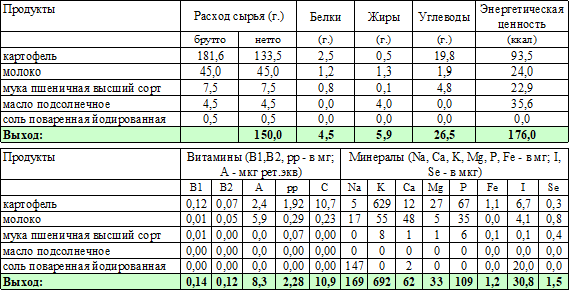 Продукты Расход сырья (г.) Белки Жиры Углеводы Энергетическая ценность
брутто нетто (г.) (г.) (г.) (ккал)
картофель 181,6 133,5 2,5 0,5 19,8 93,5
молоко 45,0 45,0 1,2 1,3 1,9 24,0
мука пшеничная высший сорт 7,5 7,5 0,8 0,1 4,8 22,9
масло подсолнечное 4,5 4,5 0,0 4,0 0,0 35,6
соль поваренная йодированная 0,5 0,5 0,0 0,0 0,0 0,0
Выход: 150,0 4,5 5,9 26,5 176,0
Продукты Витамины (B1,B2, pp - в мг; А - мкг рет.экв) Минералы (Na, Ca, K, Mg, P, Fe - в мг; I, Se - в мкг)
B1 B2 A pp C Na K Ca Mg P Fe I Se
картофель 0,12 0,07 2,4 1,92 10,7 5 629 12 27 67 1,1 6,7 0,3
молоко 0,01 0,05 5,9 0,29 0,23 17 55 48 5 35 0,0 4,1 0,8
мука пшеничная высший сорт 0,01 0,00 0,0 0,07 0,00 0 8 1 1 6 0,1 0,1 0,4
масло подсолнечное 0,00 0,00 0,0 0,00 0,00 0 0 0 0 0 0,0 0,0 0,0
соль поваренная йодированная 0,00 0,00 0,0 0,00 0,00 147 0 2 0 0 0,0 20,0 0,0
Выход: 0,14 0,12 8,3 2,28 10,9 169 692 62 33 109 1,2 30,8 1,5